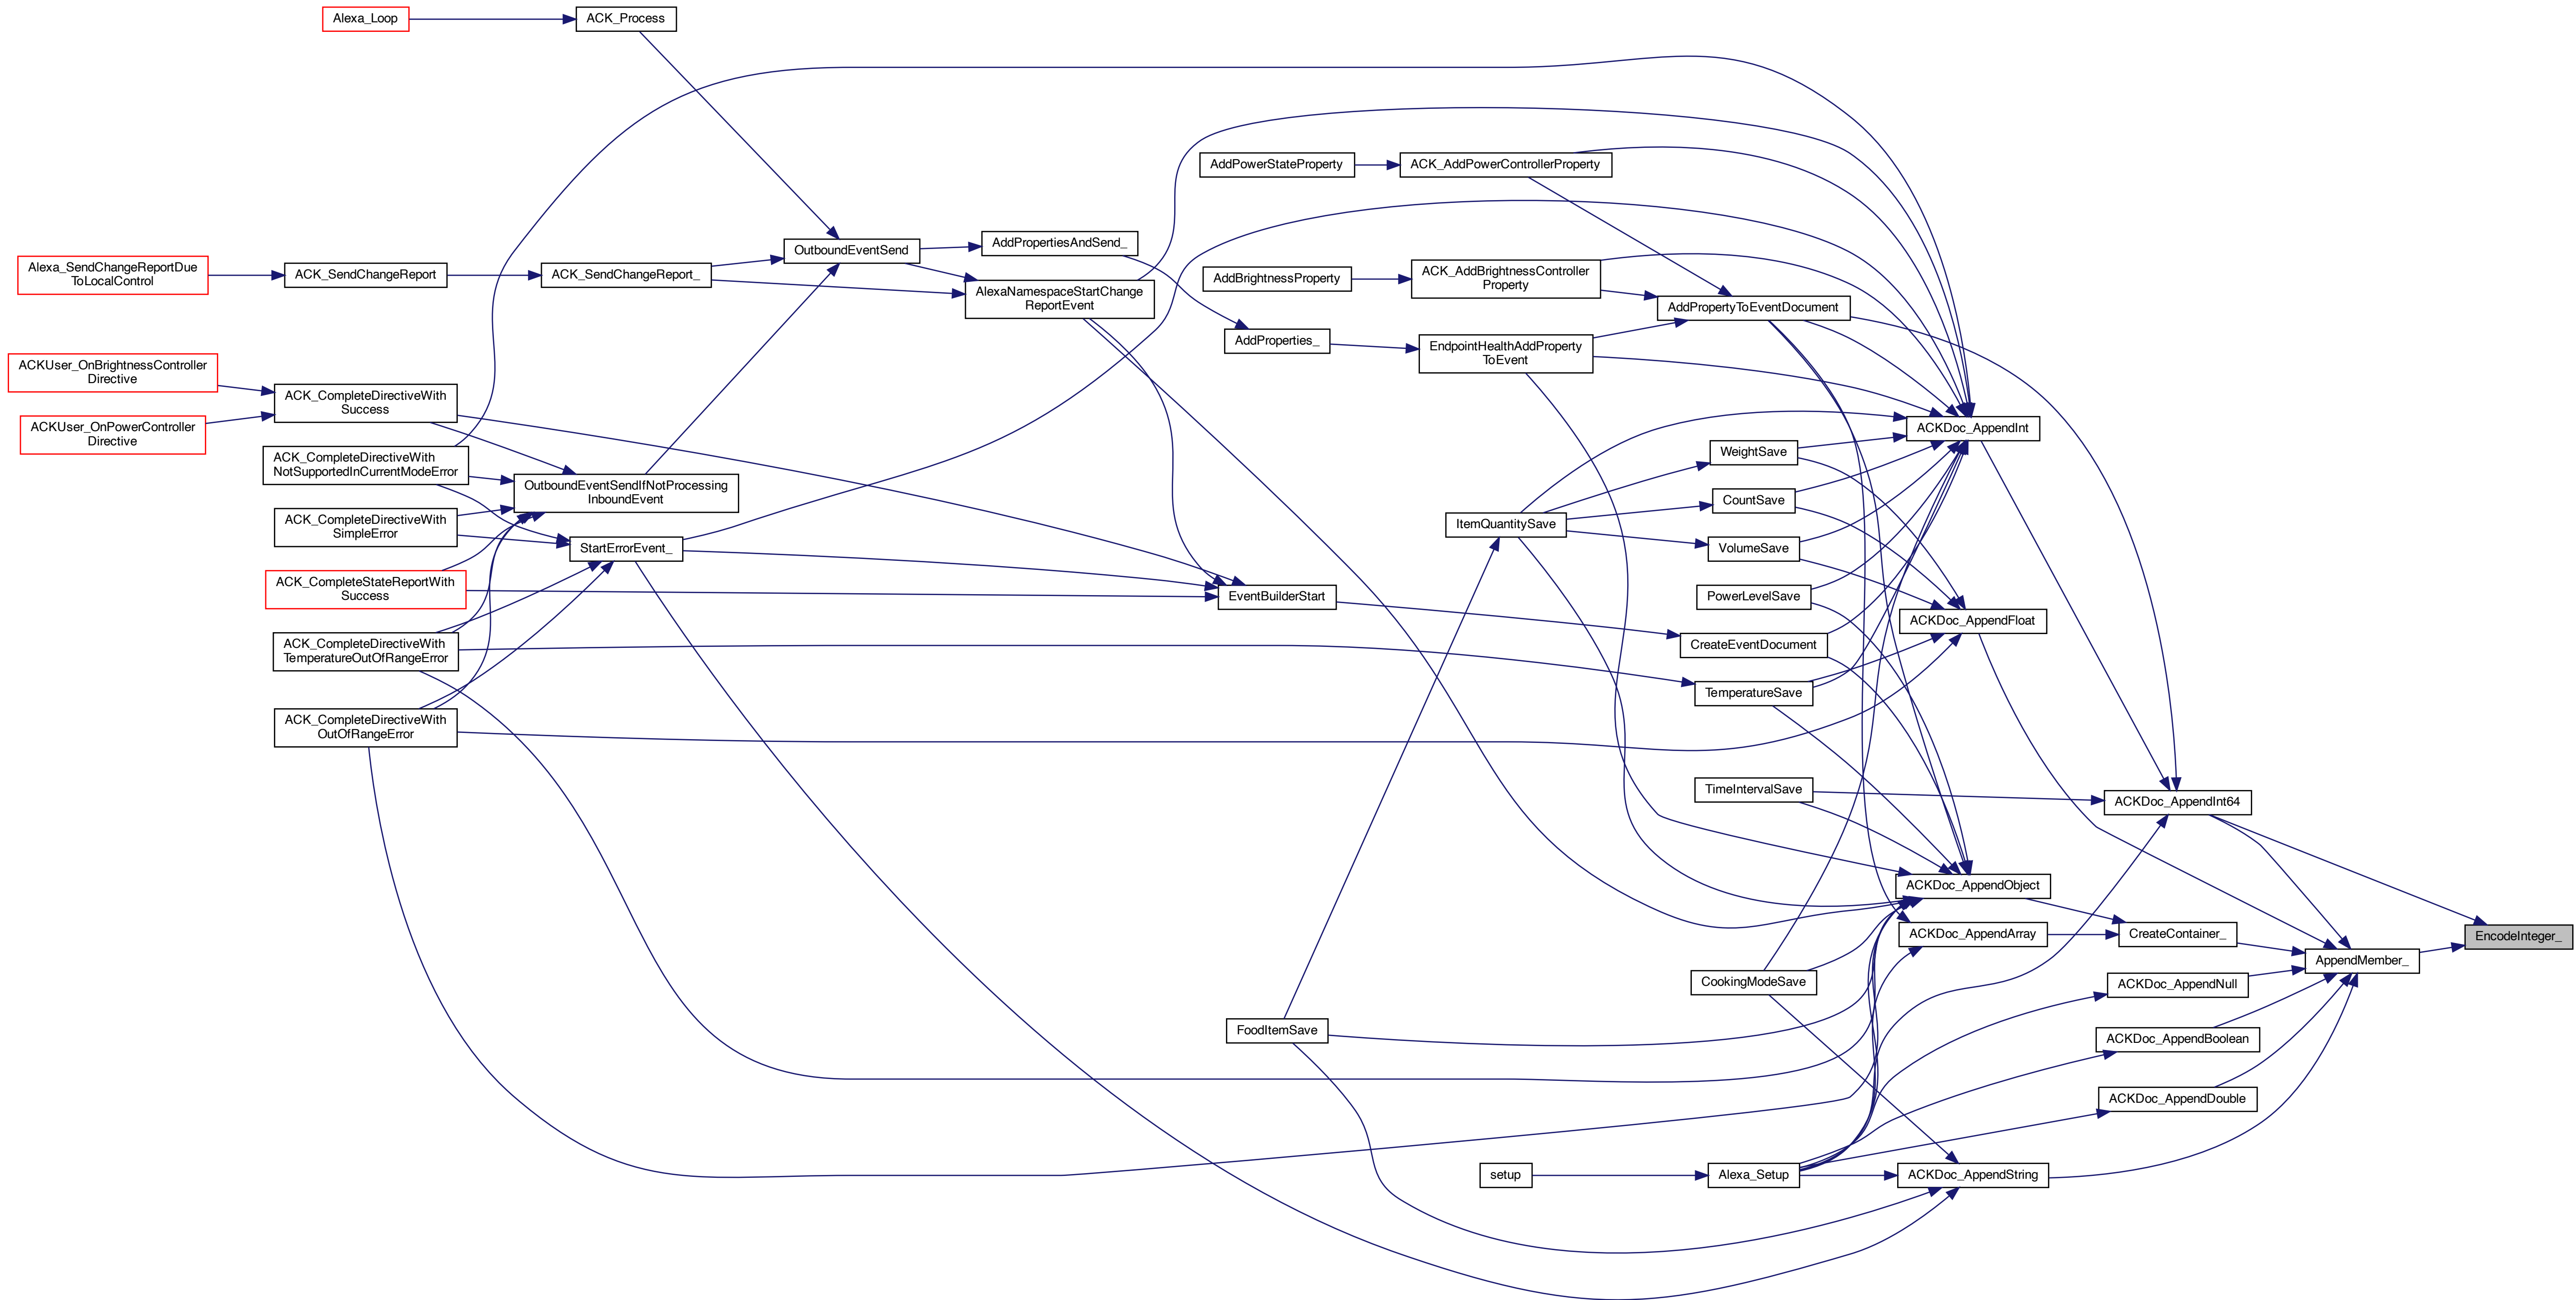 Alexa_Loop
ACK_Process
AddPowerStateProperty
ACK_AddPowerControllerProperty
OutboundEventSend
AddPropertiesAndSend_
Alexa_SendChangeReportDue
ToLocalControl
ACK_SendChangeReport
ACK_SendChangeReport_
AlexaNamespaceStartChange
ReportEvent
AddBrightnessProperty
ACK_AddBrightnessController
Property
AddPropertyToEventDocument
AddProperties_
EndpointHealthAddProperty
ToEvent
ACKUser_OnBrightnessController
Directive
ACK_CompleteDirectiveWith
Success
ACKUser_OnPowerController
Directive
ACKDoc_AppendInt
ACK_CompleteDirectiveWith
NotSupportedInCurrentModeError
OutboundEventSendIfNotProcessing
InboundEvent
WeightSave
CountSave
ItemQuantitySave
ACK_CompleteDirectiveWith
SimpleError
StartErrorEvent_
VolumeSave
ACK_CompleteStateReportWith
Success
EventBuilderStart
PowerLevelSave
ACKDoc_AppendFloat
ACK_CompleteDirectiveWith
TemperatureOutOfRangeError
CreateEventDocument
TemperatureSave
ACK_CompleteDirectiveWith
OutOfRangeError
TimeIntervalSave
ACKDoc_AppendInt64
ACKDoc_AppendObject
ACKDoc_AppendArray
CreateContainer_
EncodeInteger_
AppendMember_
CookingModeSave
ACKDoc_AppendNull
FoodItemSave
ACKDoc_AppendBoolean
ACKDoc_AppendDouble
setup
Alexa_Setup
ACKDoc_AppendString